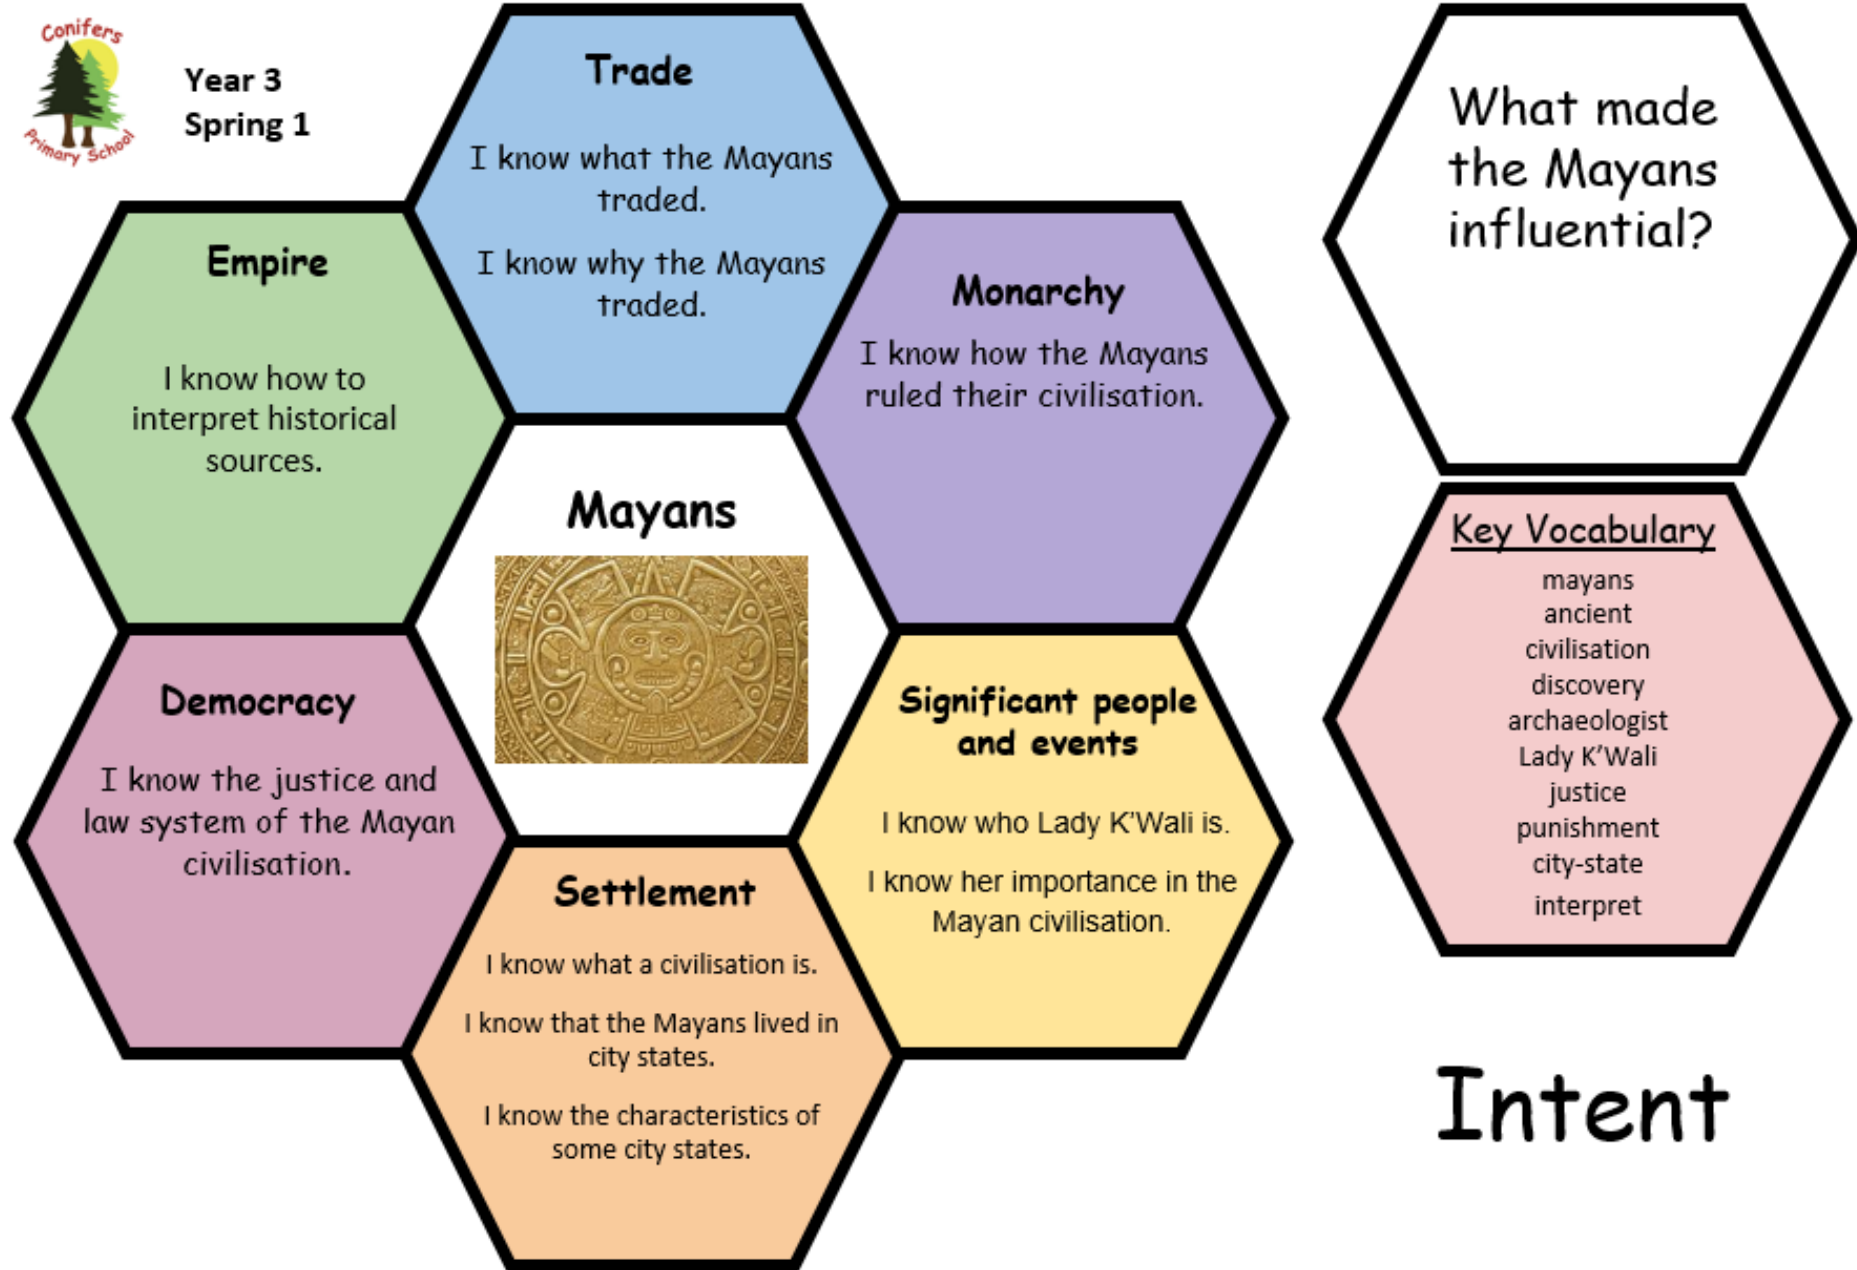 Conifers
Primary School
Year 3
Spring 1
Trade
I know what the Mayans
traded.
I know why the Mayans
traded.
Empire
I know how to
interpret historical
sources.
Monarchy
I know how the Mayans
ruled their civilisation.
Mayans
Democracy
I know the justice and
law system of the Mayan
civilisation.
Significant people
and events
I know who Lady K'Wali is.
I know her importance in the
Mayan civilisation.
Settlement
I know what a civilisation is.
I know that the Mayans lived in
city states.
I know the characteristics of
some city states.
What made
the Mayans
influential?
Key Vocabulary
mayans
ancient
civilisation
discovery
archaeologist
Lady K'Wali
justice
punishment
city-state
interpret
Intent